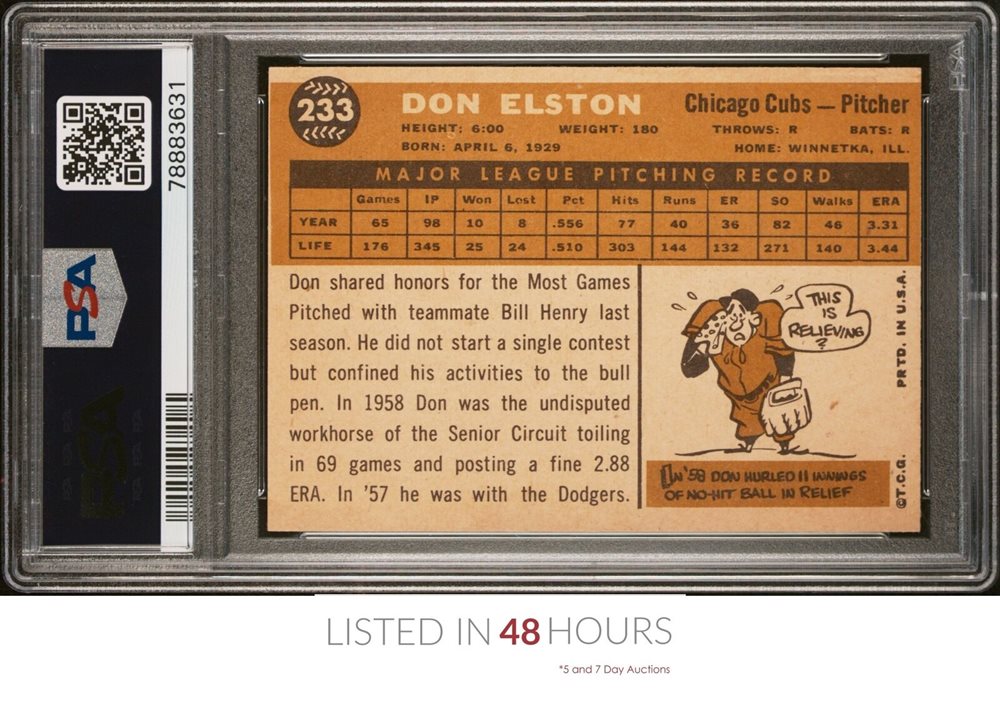 78883631
PSA
233
DON ELSTON
Chicago Cubs — Pitcher
HEIGHT: 6:00 WEIGHT: 180 THROWS: R BATS: R
BORN: APRIL 6, 1929 HOME: WINNETKA, ILL.
MAJOR LEAGUE PITCHING RECORD
Games IP Won Lost Pct Hits Runs ER SO Walks ERA
YEAR 65 98 10 8 .556 77 40 36 82 46 3.31
LIFE 176 345 25 24 .510 303 144 132 271 140 3.44
Don shared honors for the Most Games
Pitched with teammate Bill Henry last
season. He did not start a single contest
but confined his activities to the bull
pen. In 1958 Don was the undisputed
workhorse of the Senior Circuit toiling
in 69 games and posting a fine 2.88
ERA. In '57 he was with the Dodgers.
THIS
IS
RELIEVING
?
IN '58 DON HURLED 11 INNINGS
OF NO-HIT BALL IN RELIEF
©T.C.G. PRTD. IN U.S.A.
PSA
PSA
LISTED IN 48 HOURS
*5 and 7 Day Auctions